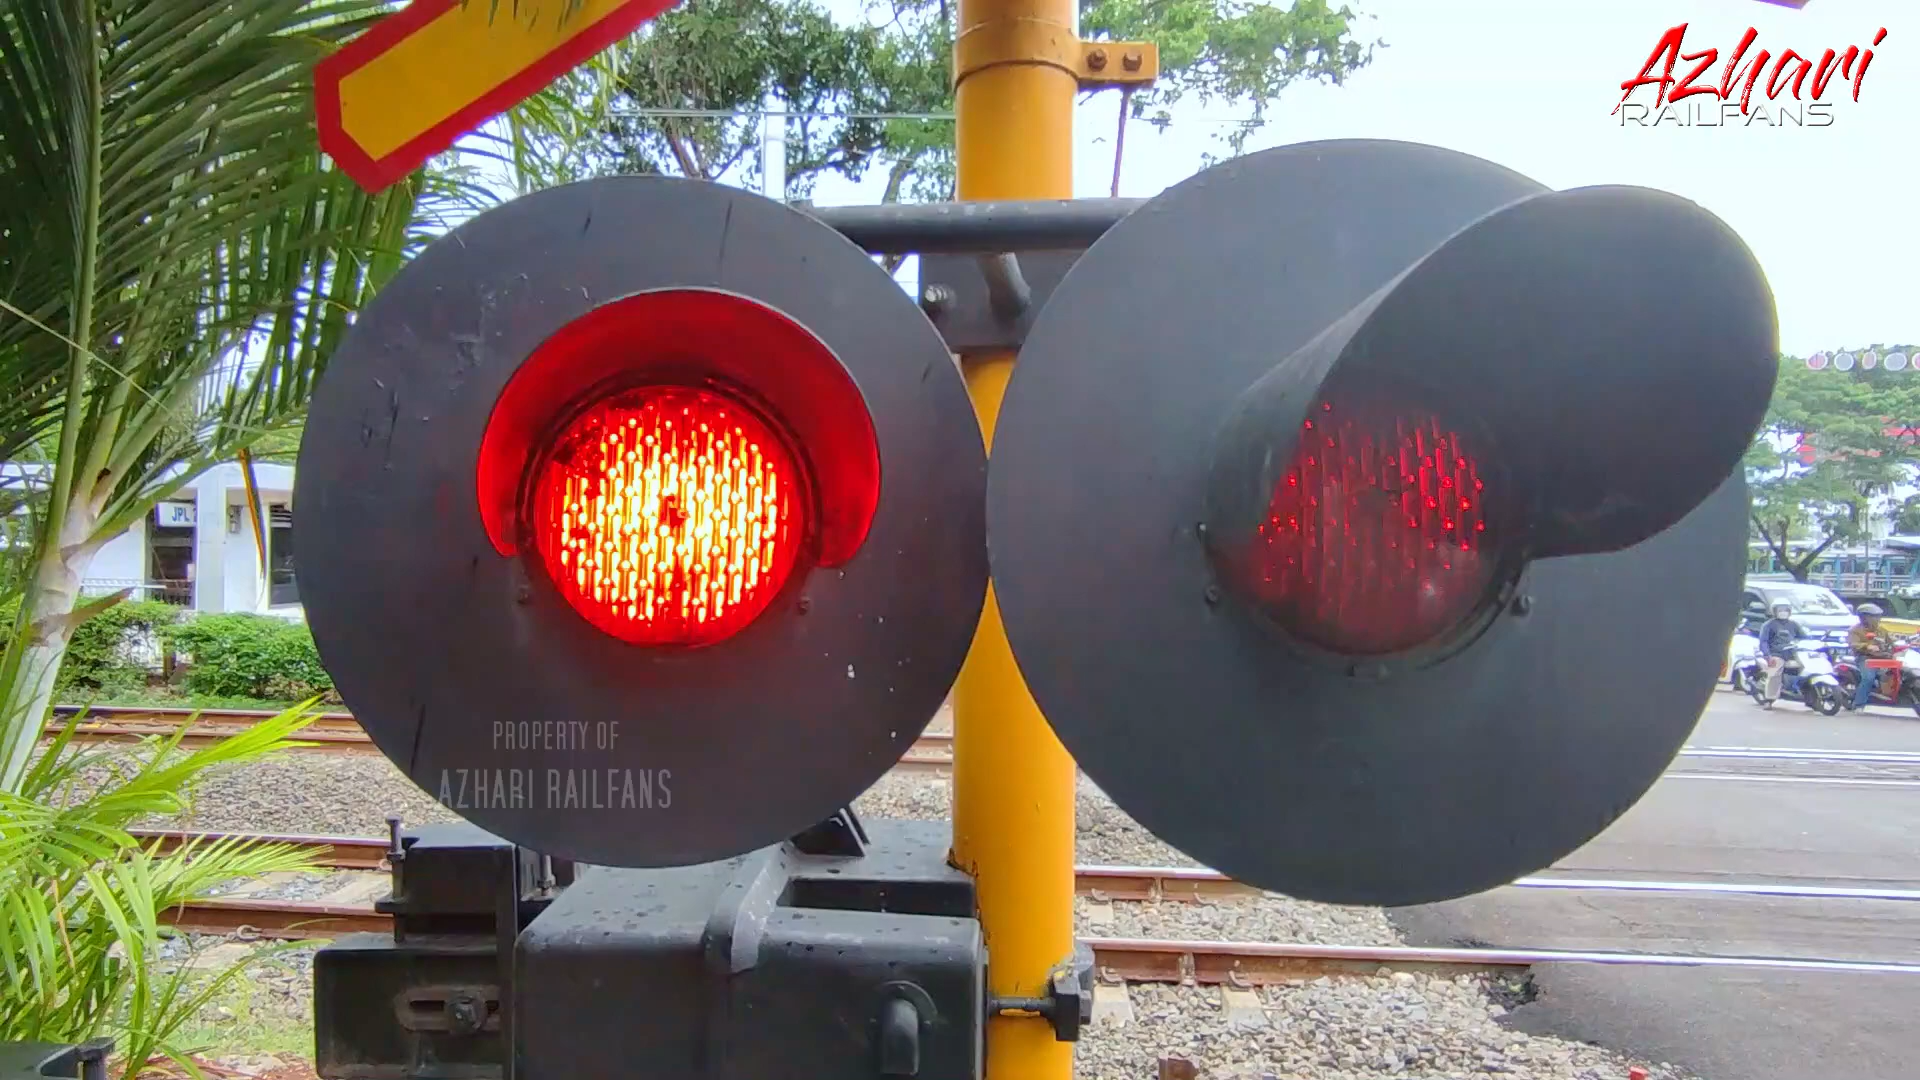 Azhari
RAILFANS
JPL
PROPERTY OF
AZHARI RAILFANS